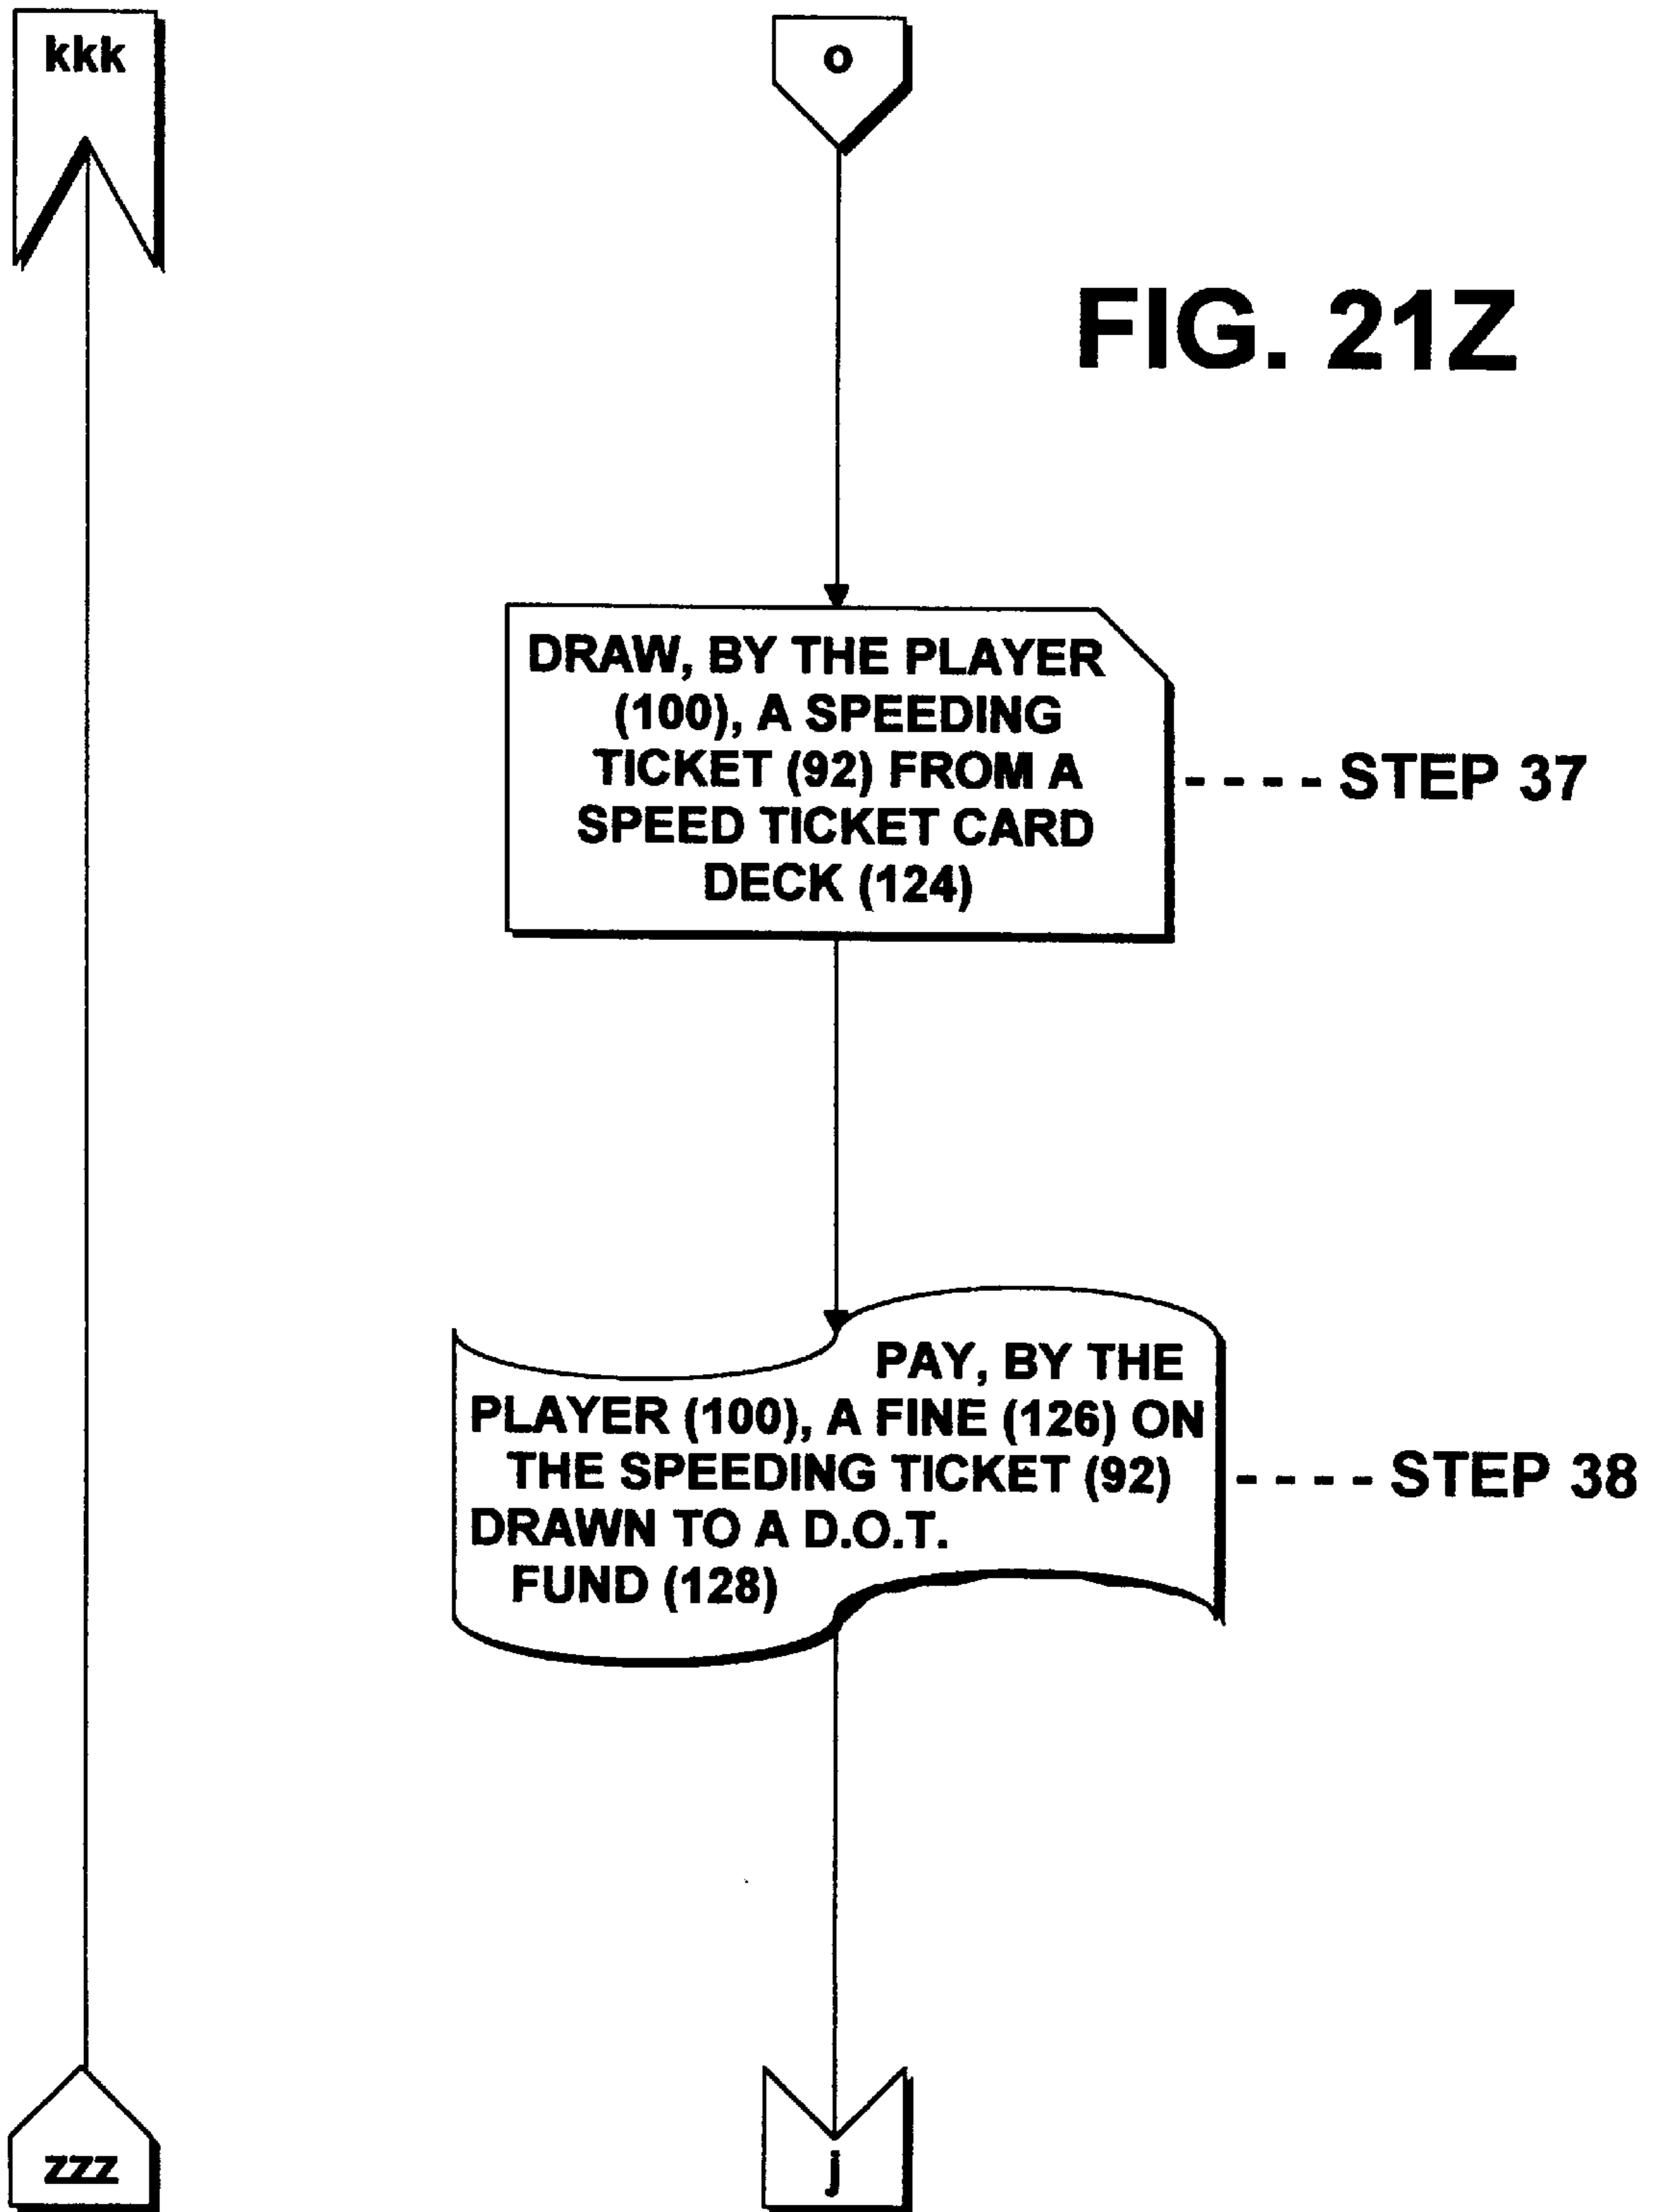 kkk
o
FIG. 21Z
DRAW, BY THE PLAYER
(100), A SPEEDING
TICKET (92) FROM A
SPEED TICKET CARD
DECK (124)
STEP 37
PAY, BY THE
PLAYER (100), A FINE (126) ON
THE SPEEDING TICKET (92)
DRAWN TO A D.O.T.
FUND (128)
STEP 38
zzz
j